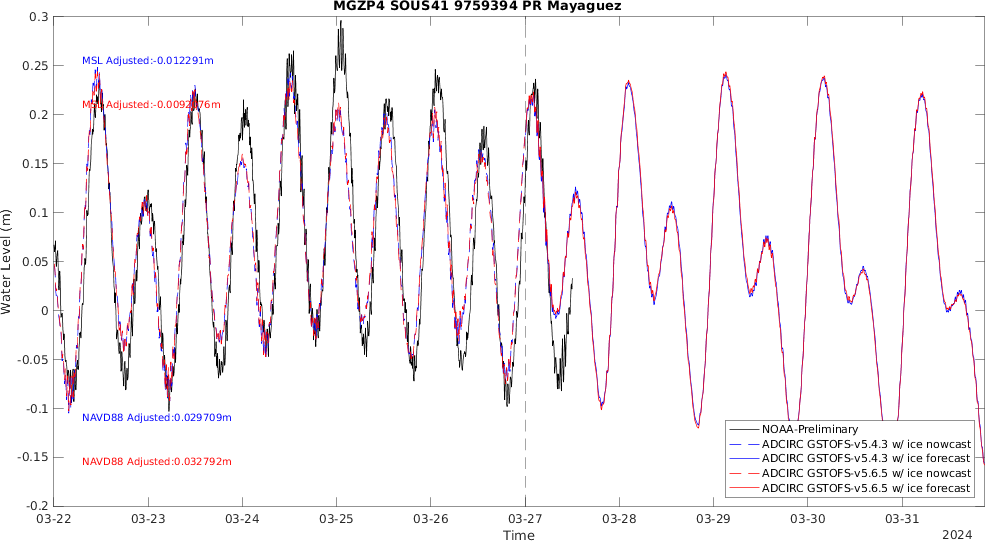 MGZP4 SOUS41 9759394 PR Mayaguez
0.3
0.25
0.2
0.15
0.1
0.05
0
-0.05
-0.1
-0.15
-0.2
Water Level (m)
MSL Adjusted:-0.012291m
Adjusted:
NAVD88 Adjusted:0.029709m
NAVD88 Adjusted:0.032792m
NOAA-Preliminary
ADCIRC GSTOFS-v5.4.3 w/ ice nowcast
ADCIRC GSTOFS-v5.4.3 w/ ice forecast
ADCIRC GSTOFS-v5.6.5 w/ ice nowcast
ADCIRC GSTOFS-v5.6.5 w/ ice forecast
03-22 03-23 03-24 03-25 03-26 03-27 03-28 03-29 03-30 03-31
Time
2024